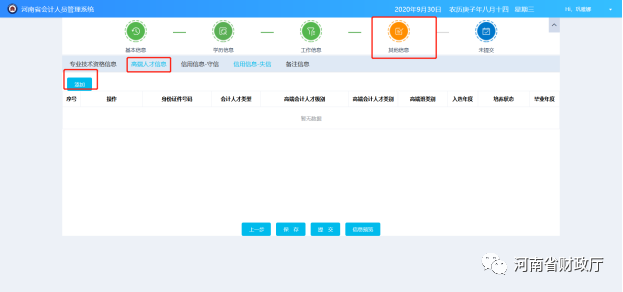 河南省会计人员管理系统 2020年9月30日 农历庚子年八月十四 星期三 Hi,
基本信息 学历信息 工作信息 其他信息 未提交
专业技术资格信息 高端人才信息 信用信息-守信 信用信息-失信 备注信息
添加
序号 操作 身份证件号码 会计人才类型 高端会计人才级别 高端会计人才类别 高端班类别 入选年度 培养状态 毕业年度
暂无数据
上一步 保 存 提 交 信息预览
河南省财政厅